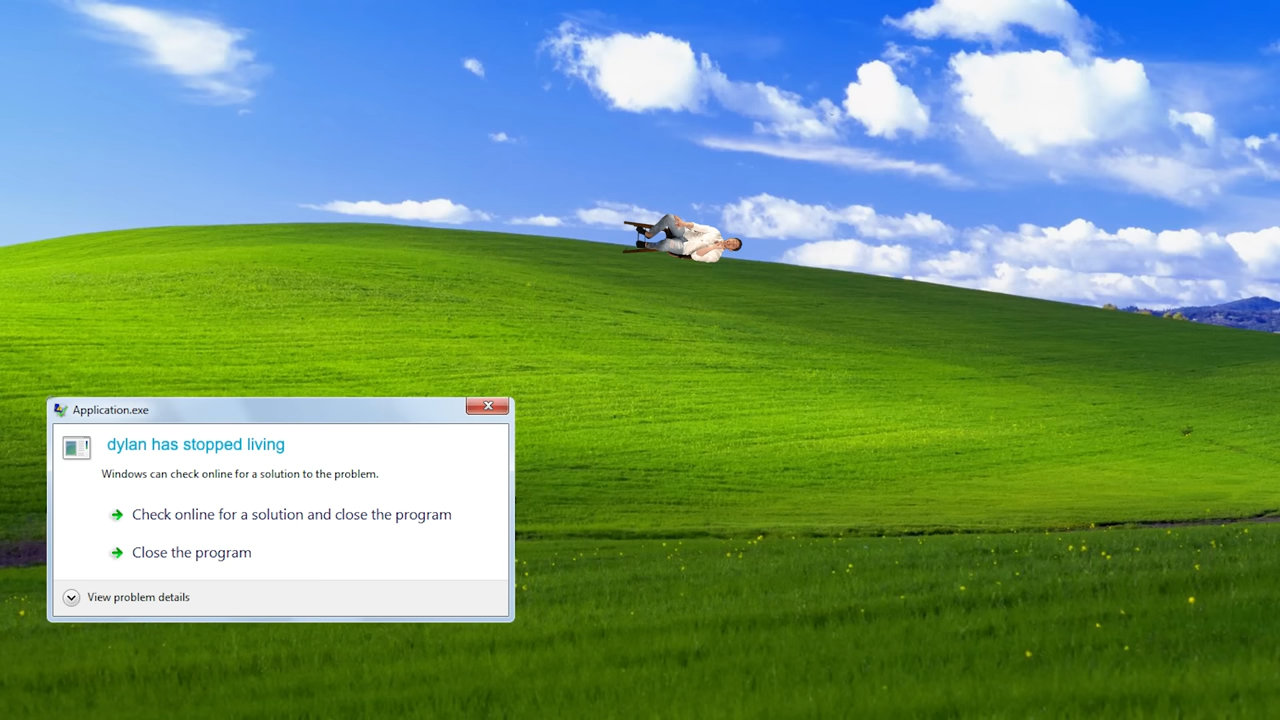 Application.exe
dylan has stopped living
Windows can check online for a solution to the problem.
Check online for a solution and close the program
Close the program
View problem details